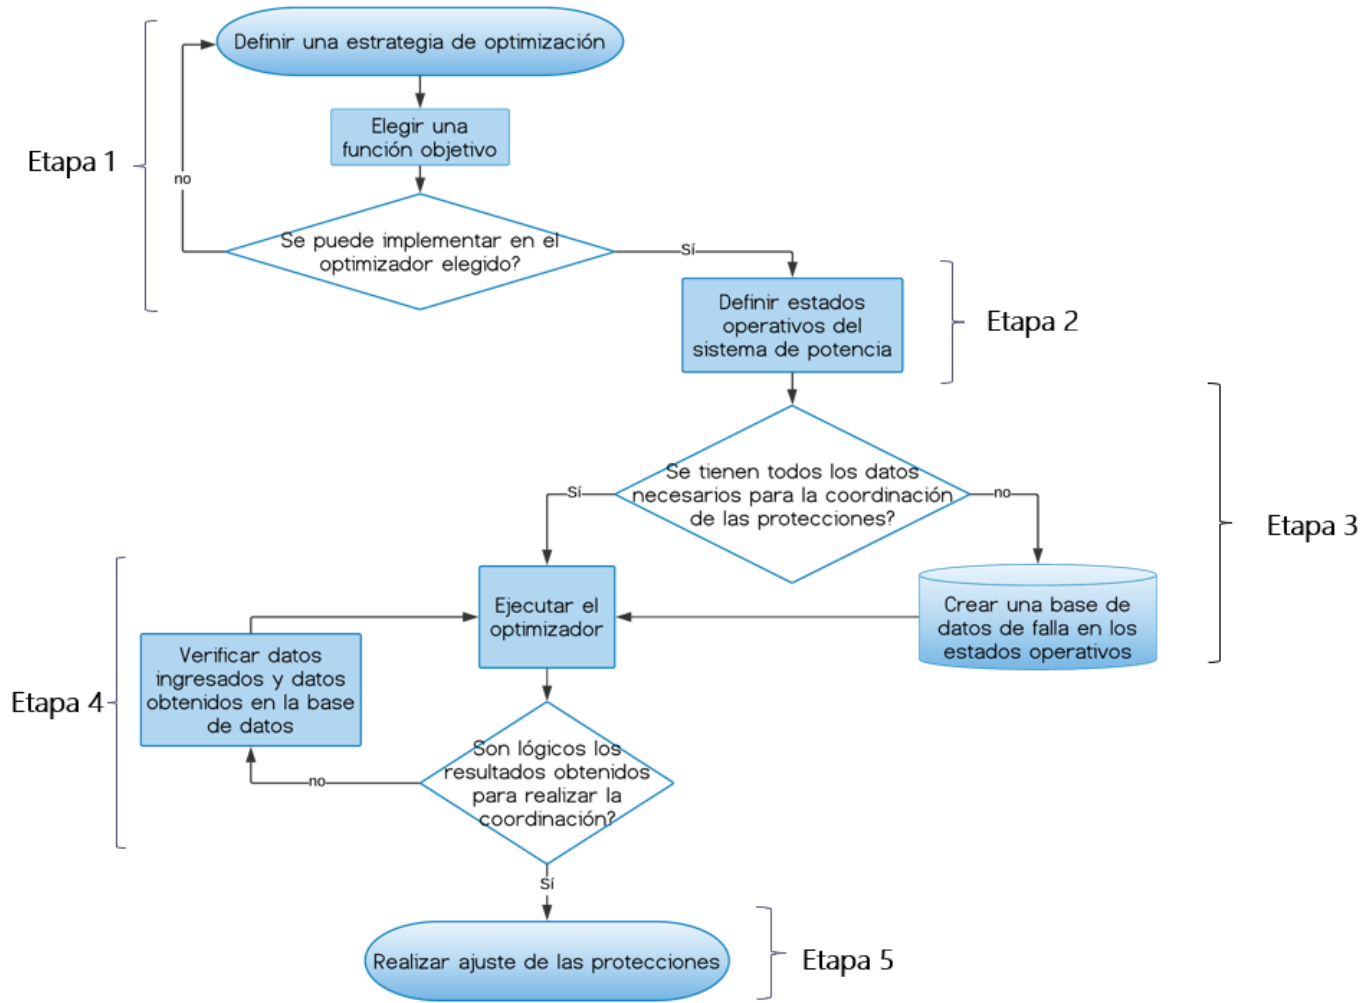 Definir una estrategia de optimización
Elegir una
función objetivo
Etapa 1
no
Se puede implementar en el
optimizador elegido?
Sí
Definir estados
operativos del
sistema de potencia
Etapa 2
Se tienen todos los datos
necesarios para la coordinación
de las protecciones?
Sí
no
Etapa 3
Crear una base de
datos de falla en los
estados operativos
Ejecutar el
optimizador
Verificar datos
ingresados y datos
obtenidos en la base
de datos
Etapa 4
Son lógicos los
resultados obtenidos
para realizar la
coordinación?
no
Sí
Realizar ajuste de las protecciones
Etapa 5